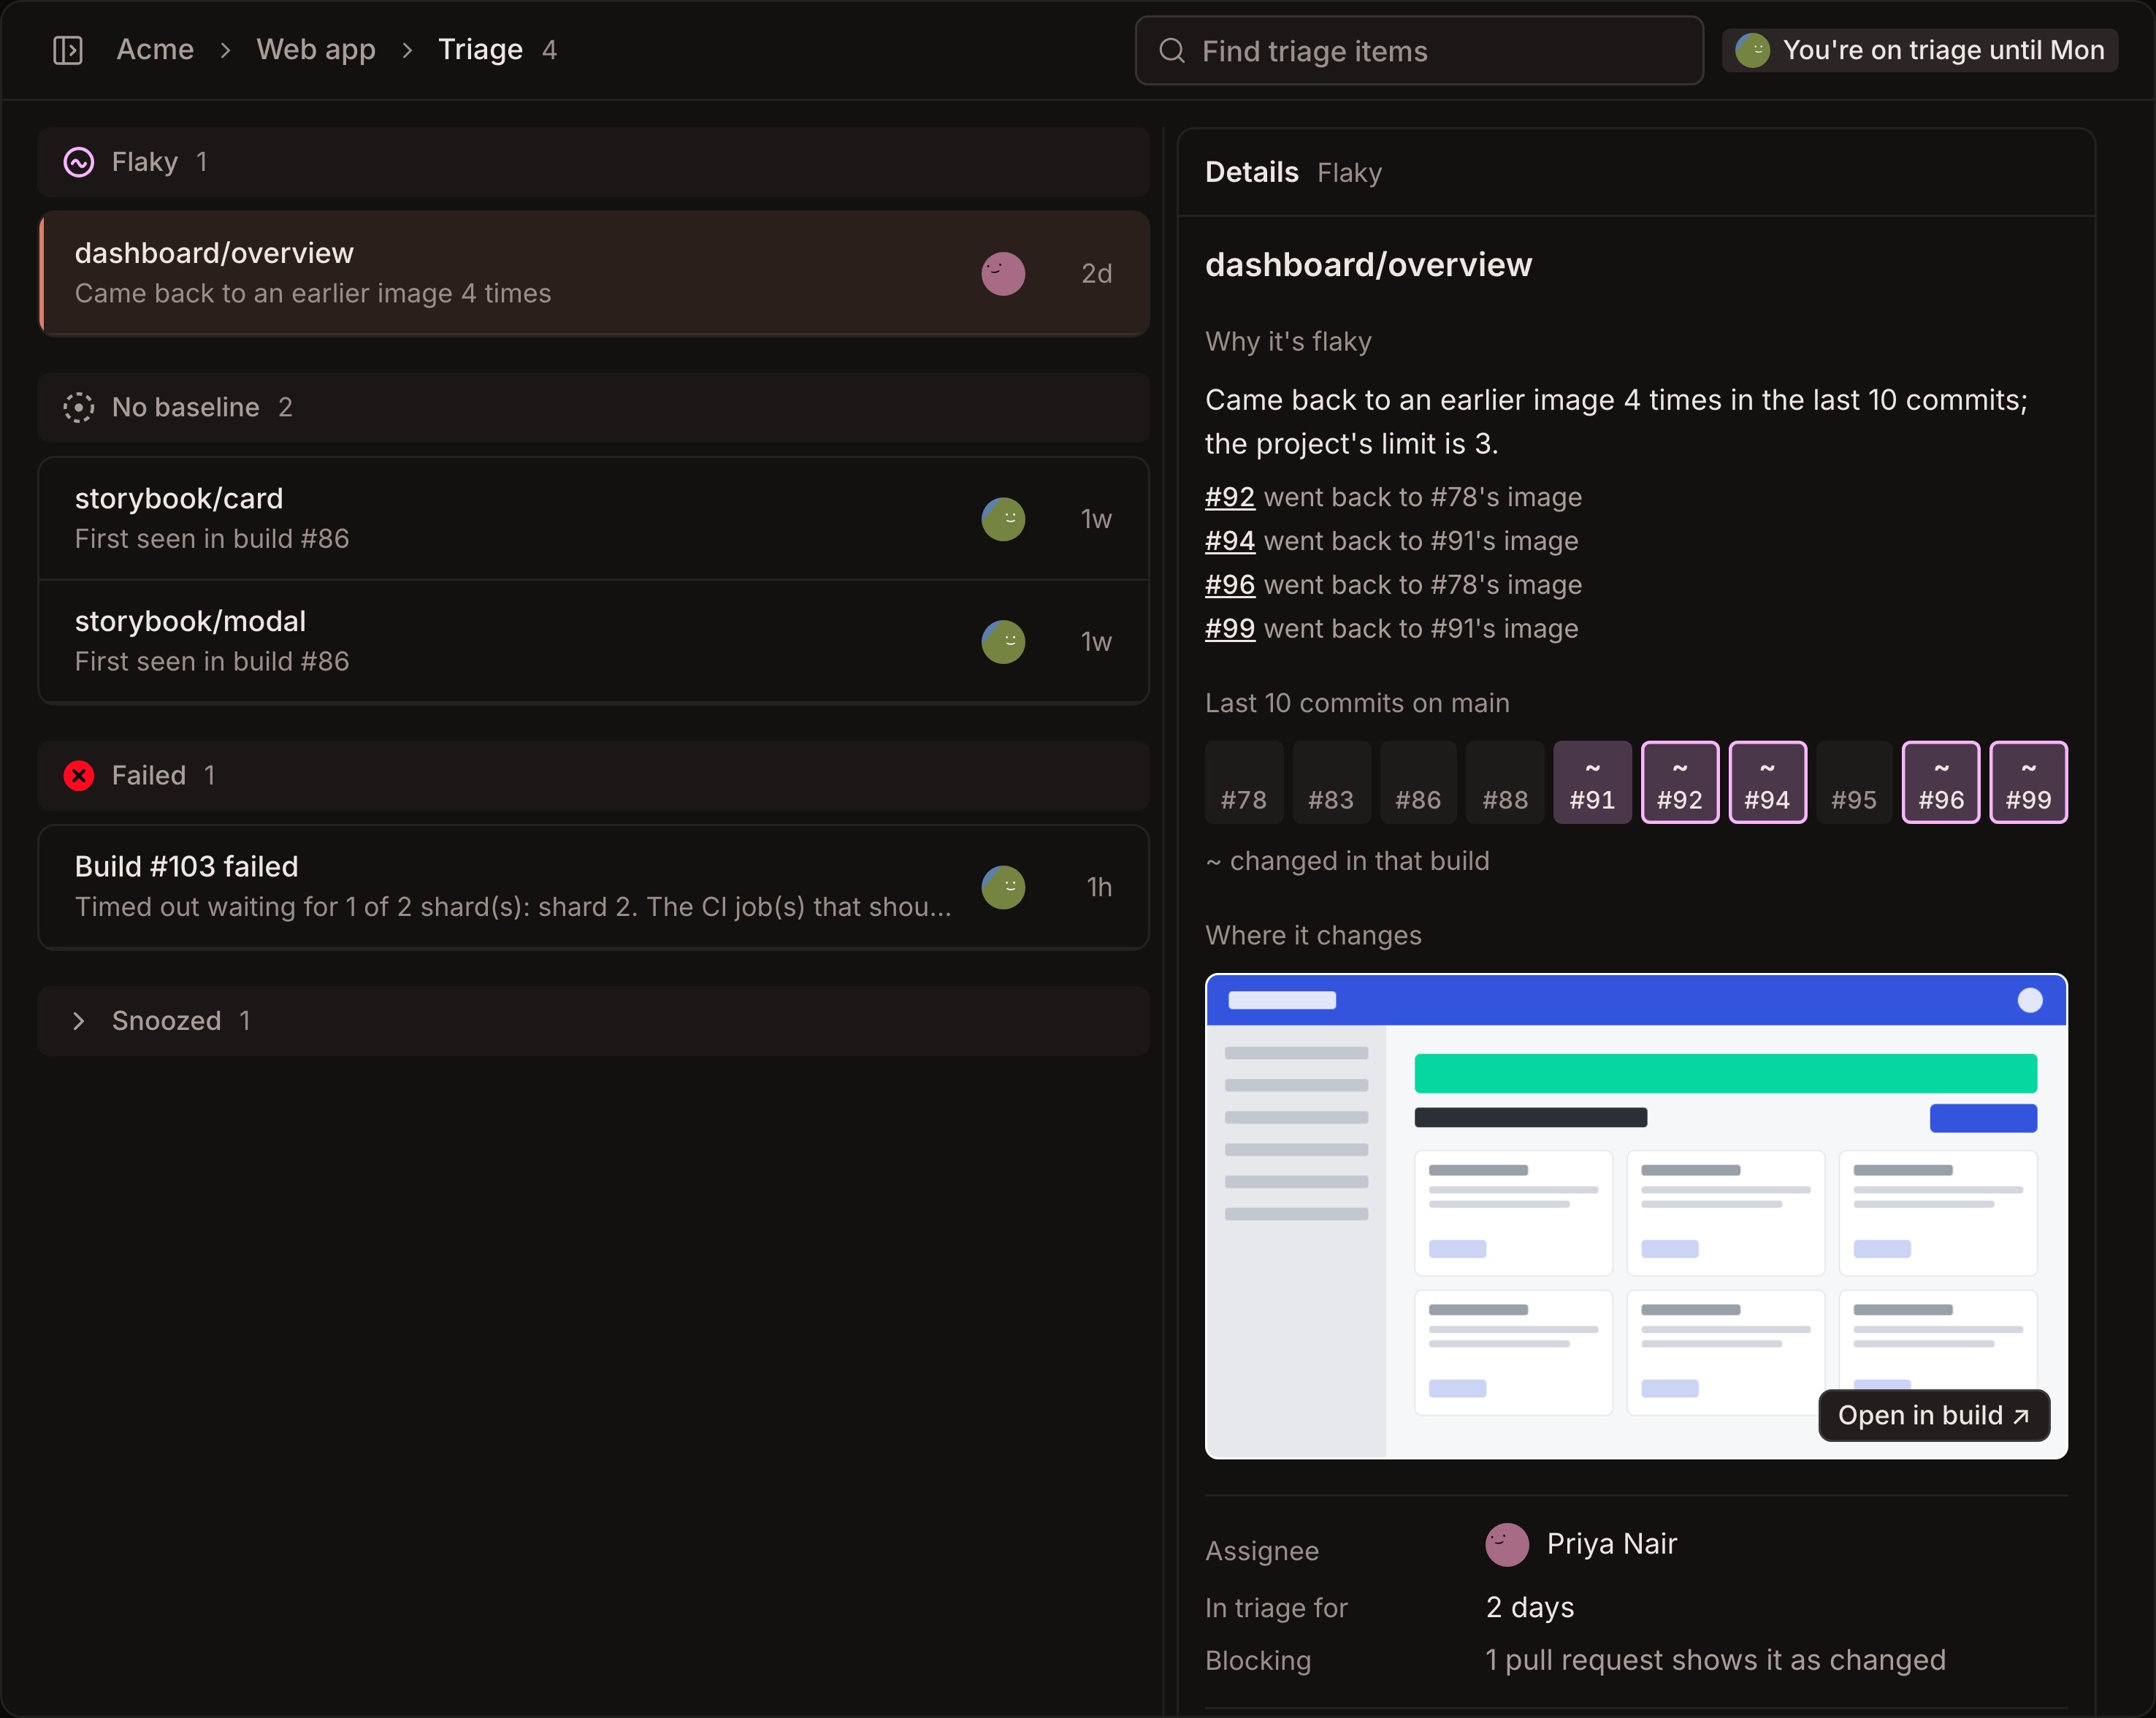 Acme > Web app > Triage 4
Find triage items
You're on triage until Mon
Flaky 1
dashboard/overview
Came back to an earlier image 4 times
2d
No baseline 2
storybook/card
First seen in build #86
1w
storybook/modal
First seen in build #86
1w
Failed 1
Build #103 failed
Timed out waiting for 1 of 2 shard(s): shard 2. The CI job(s) that shou...
1h
Snoozed 1
Details Flaky
dashboard/overview
Why it's flaky
Came back to an earlier image 4 times in the last 10 commits;
the project's limit is 3.
#92 went back to #78's image
#94 went back to #91's image
#96 went back to #78's image
#99 went back to #91's image
Last 10 commits on main
~ ~ ~ ~ ~
#78 #83 #86 #88 #91 #92 #94 #95 #96 #99
~ changed in that build
Where it changes
Open in build ↗
Assignee Priya Nair
In triage for 2 days
Blocking 1 pull request shows it as changed